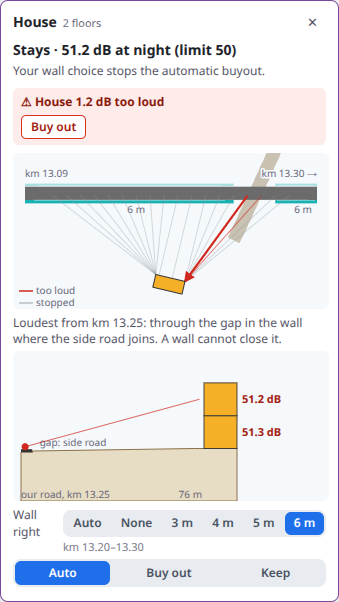 House 2 floors ✕
Stays · 51.2 dB at night (limit 50)
Your wall choice stops the automatic buyout.
⚠ House 1.2 dB too loud
Buy out
km 13.09
km 13.30 →
6 m
6 m
too loud
stopped
Loudest from km 13.25: through the gap in the wall
where the side road joins. A wall cannot close it.
51.2 dB
51.3 dB
gap: side road
our road, km 13.25
76 m
Wall right
Auto None 3 m 4 m 5 m 6 m
km 13.20–13.30
Auto Buy out Keep